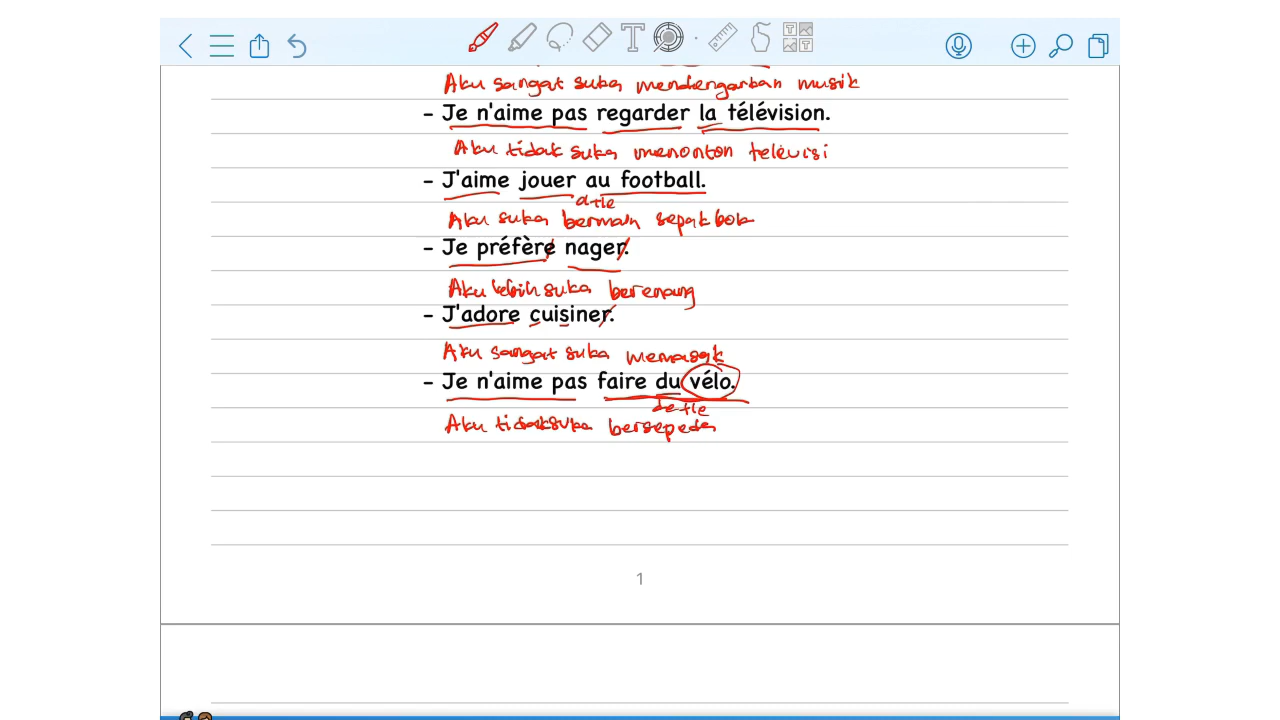 Aku sangat suka mendengarkan musik
- Je n'aime pas regarder la télévision.
Aku tidak suka menonton televisi
- J'aime jouer au football.
à+le
Aku suka bermain sepak bola
- Je préfère nager.
Aku lebih suka berenang
- J'adore cuisiner.
Aku sangat suka memasak
- Je n'aime pas faire du vélo.
de+le
Aku tidak suka bersepeda
1